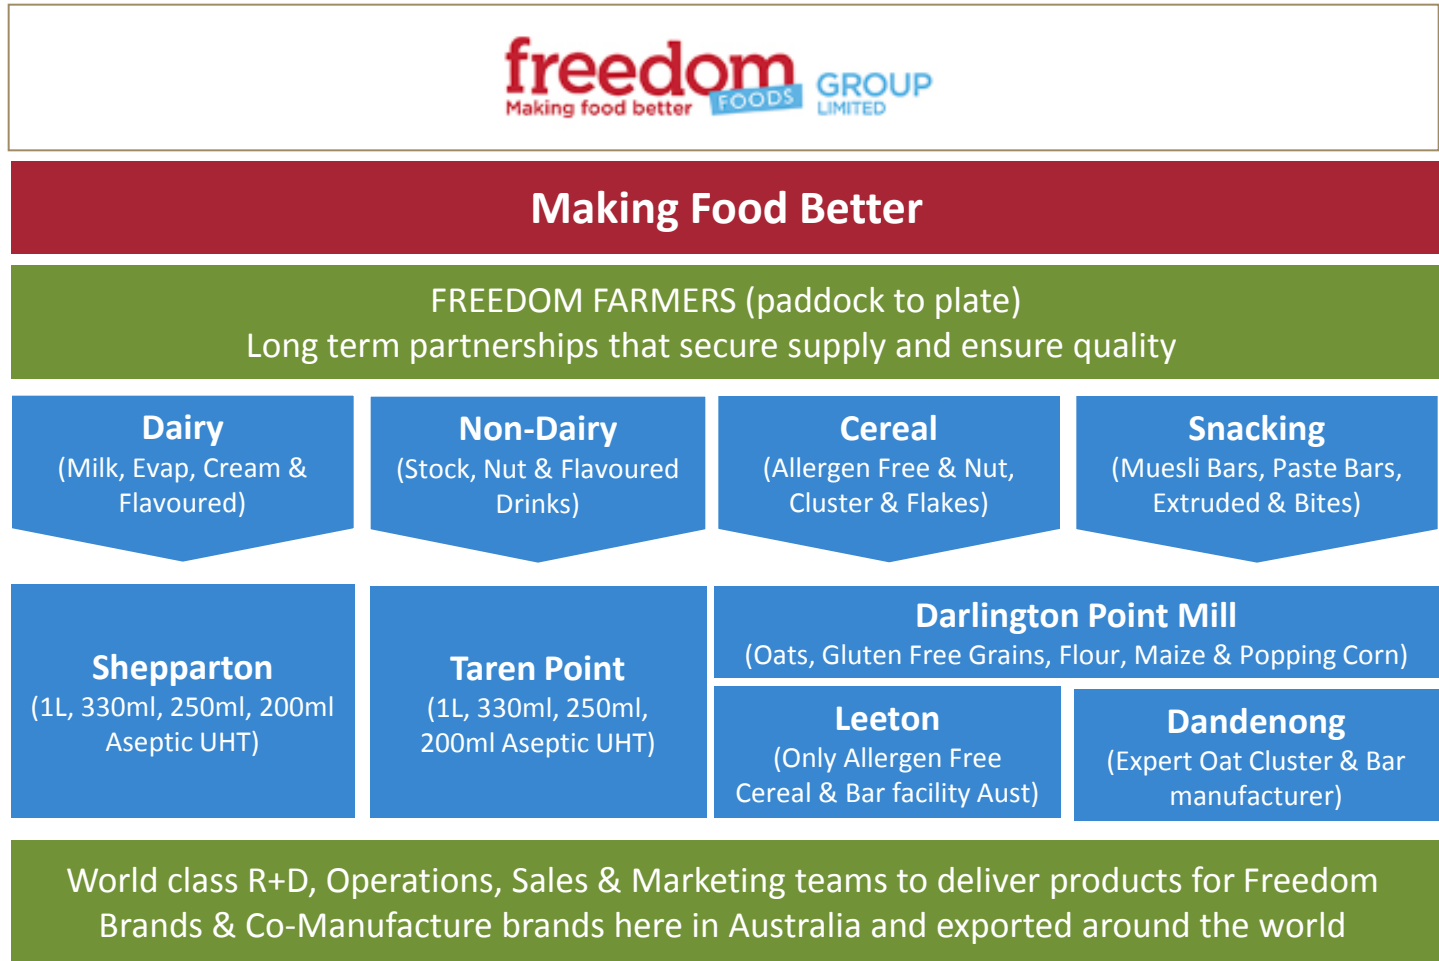 freedom
FOODS
Making food better
GROUP
LIMITED
Making Food Better
FREEDOM FARMERS (paddock to plate)
Long term partnerships that secure supply and ensure quality
Dairy
(Milk, Evap, Cream &
Flavoured)
Non-Dairy
(Stock, Nut & Flavoured
Drinks)
Cereal
(Allergen Free & Nut,
Cluster & Flakes)
Snacking
(Muesli Bars, Paste Bars,
Extruded & Bites)
Shepparton
(1L, 330ml, 250ml, 200ml
Aseptic UHT)
Taren Point
(1L, 330ml, 250ml,
200ml Aseptic UHT)
Darlington Point Mill
(Oats, Gluten Free Grains, Flour, Maize & Popping Corn)
Leeton
(Only Allergen Free
Cereal & Bar facility Aust)
Dandenong
(Expert Oat Cluster & Bar
manufacturer)
World class R+D, Operations, Sales & Marketing teams to deliver products for Freedom
Brands & Co-Manufacture brands here in Australia and exported around the world